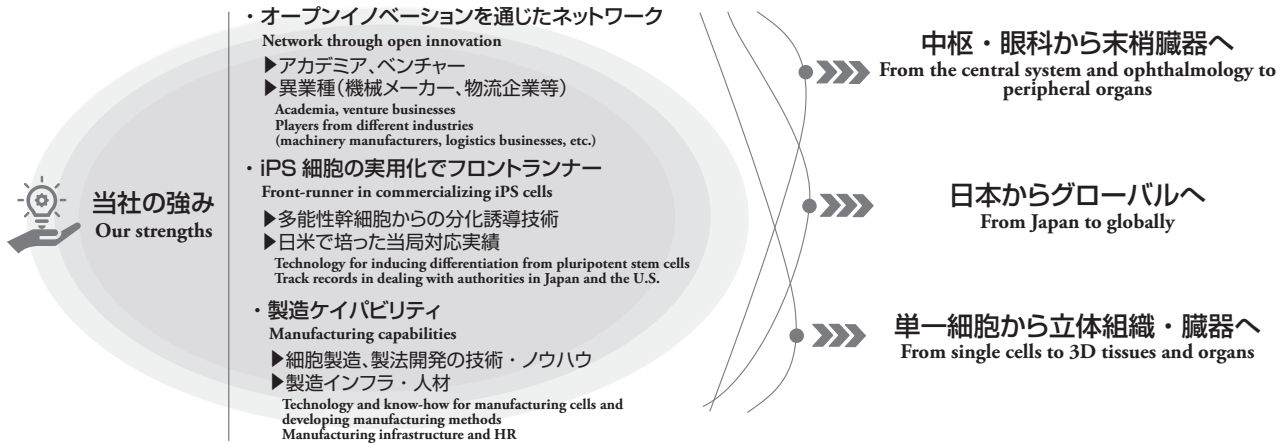 当社の強み
Our strengths
・オープンイノベーションを通じたネットワーク
Network through open innovation
▶アカデミア、ベンチャー
▶異業種（機械メーカー、物流企業等）
Academia, venture businesses
Players from different industries
(machinery manufacturers, logistics businesses, etc.)
・iPS 細胞の実用化でフロントランナー
Front-runner in commercializing iPS cells
▶多能性幹細胞からの分化誘導技術
▶日米で培った当局対応実績
Technology for inducing differentiation from pluripotent stem cells
Track records in dealing with authorities in Japan and the U.S.
・製造ケイパビリティ
Manufacturing capabilities
▶細胞製造、製法開発の技術・ノウハウ
▶製造インフラ・人材
Technology and know-how for manufacturing cells and
developing manufacturing methods
Manufacturing infrastructure and HR
中枢・眼科から末梢臓器へ
From the central system and ophthalmology to
peripheral organs
日本からグローバルへ
From Japan to globally
単一細胞から立体組織・臓器へ
From single cells to 3D tissues and organs